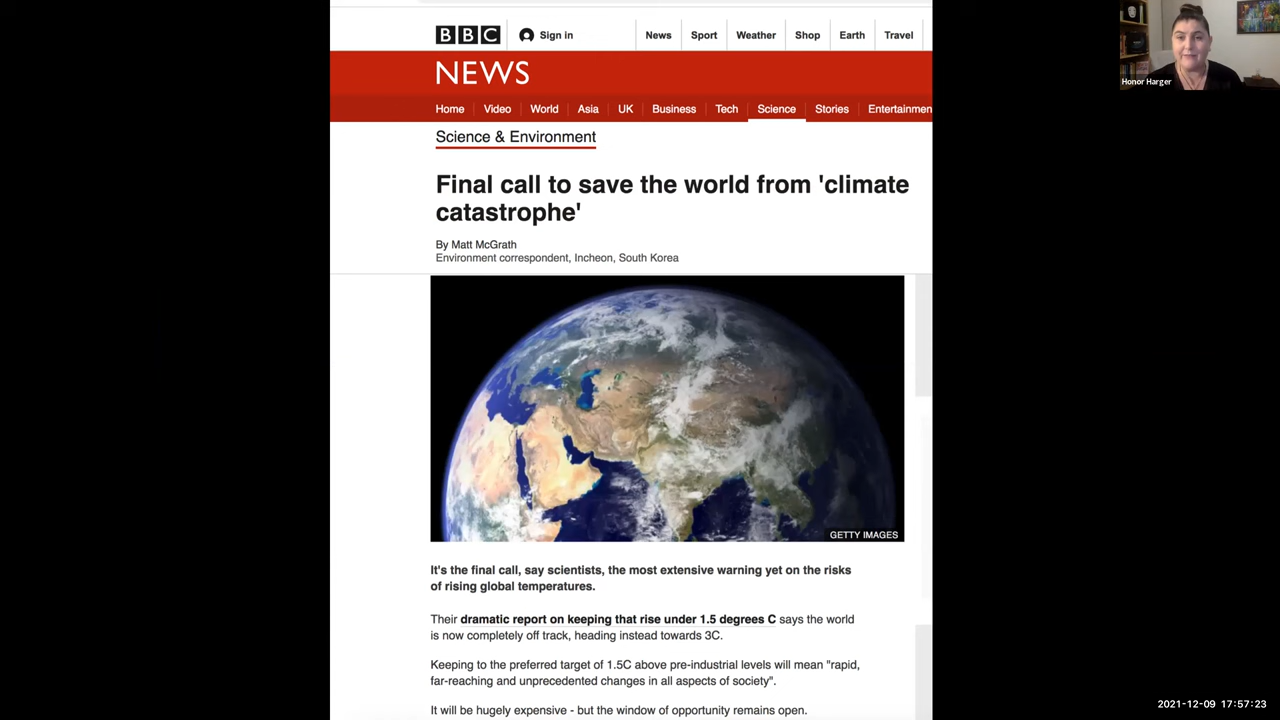 BBC
Sign in
News
Sport
Weather
Shop
Earth
Travel
NEWS
Home
Video
World
Asia
UK
Business
Tech
Science
Stories
Entertainmen
Science & Environment
Final call to save the world from 'climate
catastrophe'
By Matt McGrath
Environment correspondent, Incheon, South Korea
GETTY IMAGES
It's the final call, say scientists, the most extensive warning yet on the risks
of rising global temperatures.
Their dramatic report on keeping that rise under 1.5 degrees C says the world
is now completely off track, heading instead towards 3C.
Keeping to the preferred target of 1.5C above pre-industrial levels will mean "rapid,
far-reaching and unprecedented changes in all aspects of society".
It will be hugely expensive - but the window of opportunity remains open.
Honor Harger
2021-12-09 17:57:23